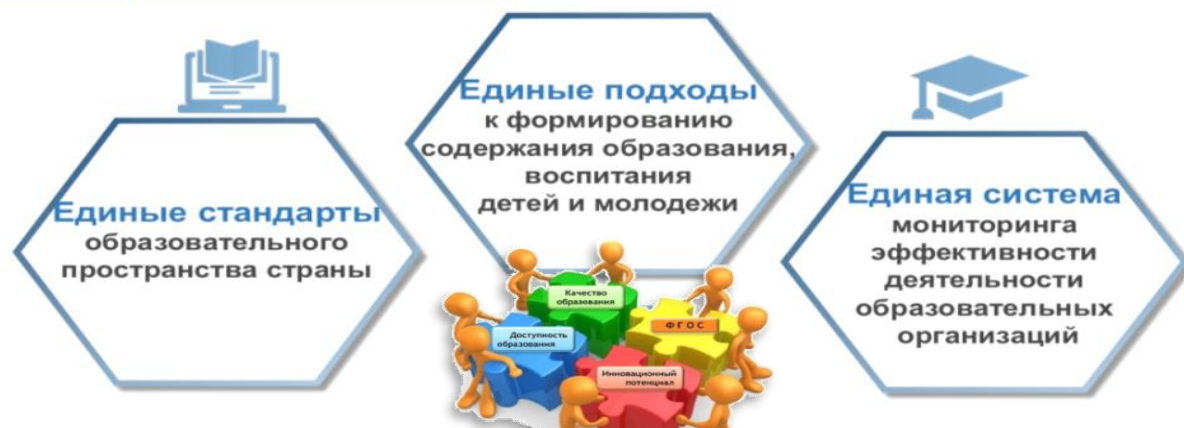 Единые стандарты
образовательного
пространства страны
Единые подходы
к формированию
содержания образования,
воспитания
детей и молодежи
Единая система
мониторинга
эффективности
деятельности
образовательных
организаций
Качество
образования
ФГОС
Доступность
образования
Инновационный
потенциал